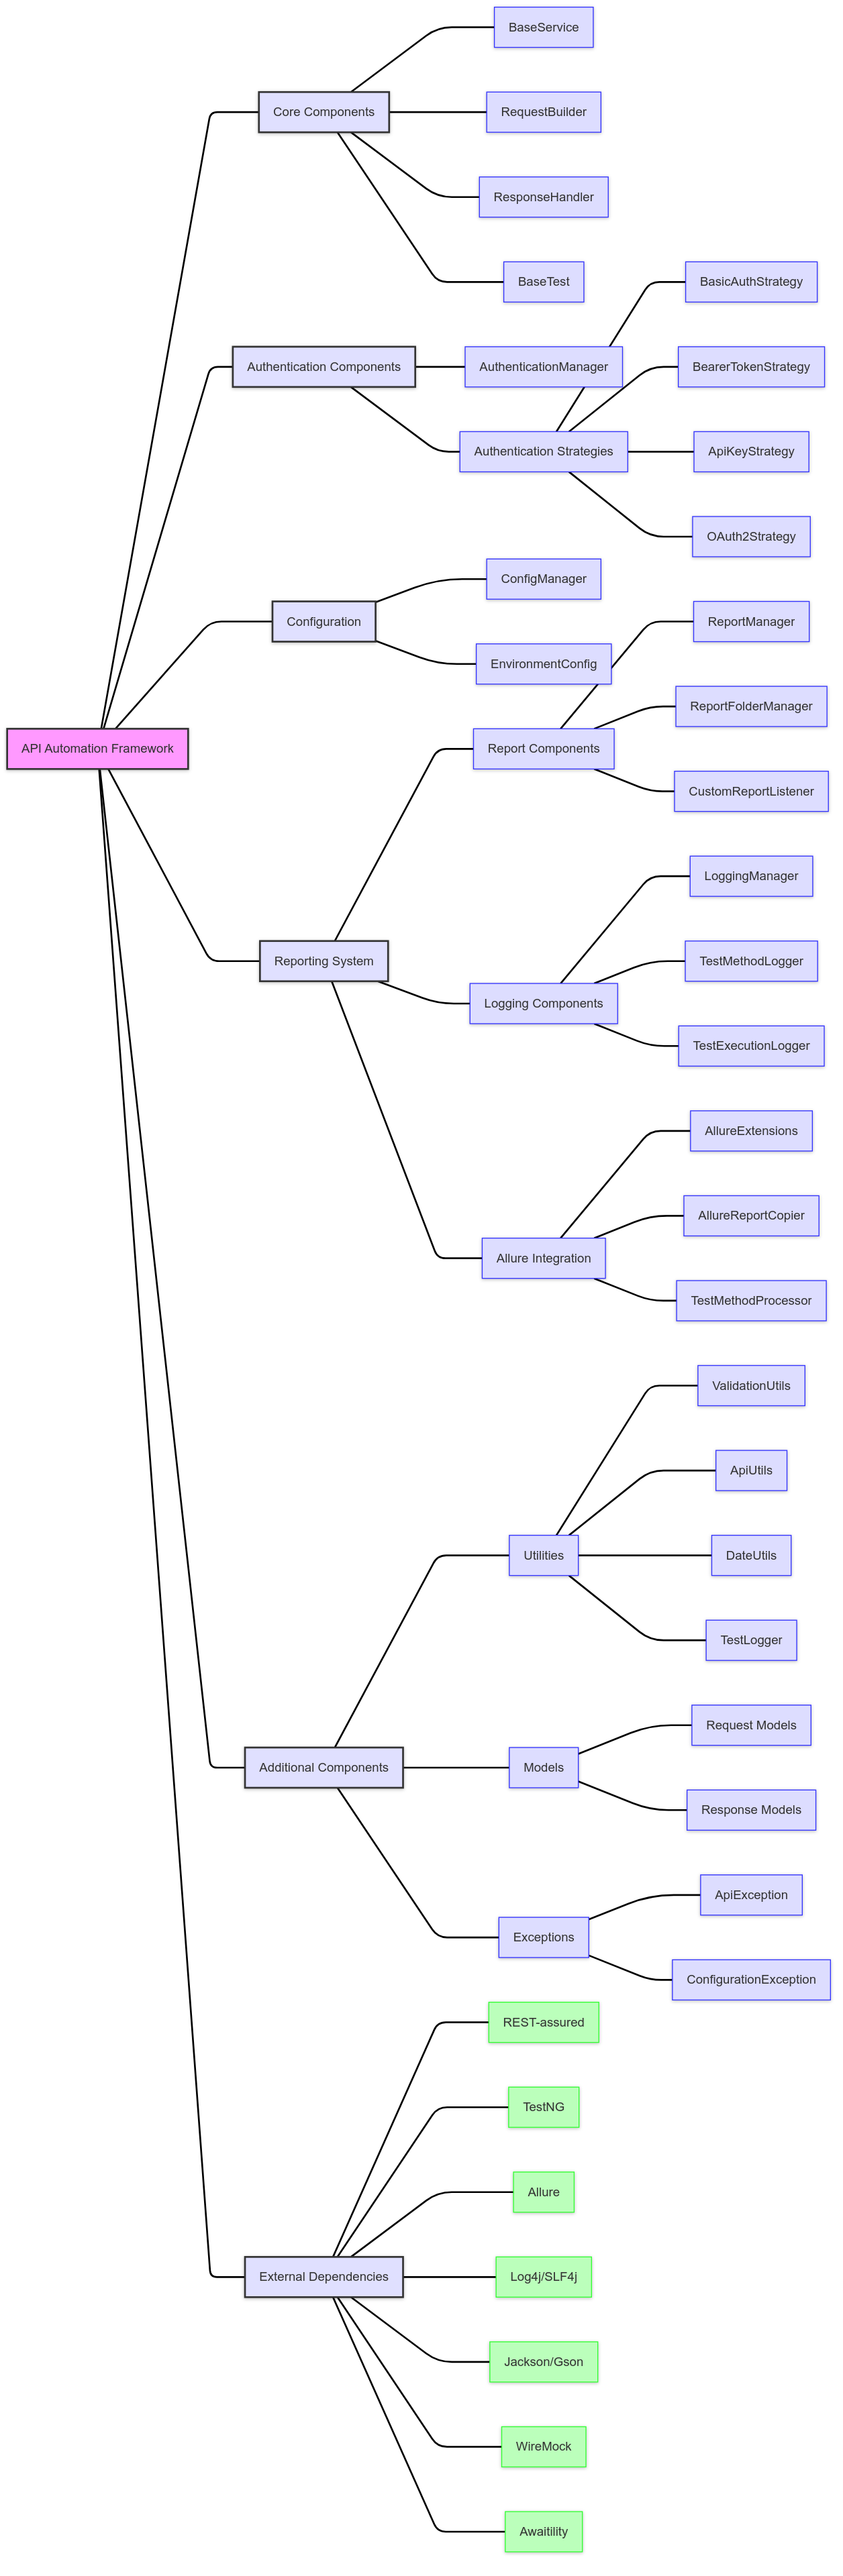 API Automation Framework
Core Components
BaseService
RequestBuilder
ResponseHandler
BaseTest
Authentication Components
AuthenticationManager
Authentication Strategies
BasicAuthStrategy
BearerTokenStrategy
ApiKeyStrategy
OAuth2Strategy
Configuration
ConfigManager
EnvironmentConfig
Reporting System
Report Components
ReportManager
ReportFolderManager
CustomReportListener
Logging Components
LoggingManager
TestMethodLogger
TestExecutionLogger
Allure Integration
AllureExtensions
AllureReportCopier
TestMethodProcessor
Additional Components
Utilities
ValidationUtils
ApiUtils
DateUtils
TestLogger
Models
Request Models
Response Models
Exceptions
ApiException
ConfigurationException
External Dependencies
REST-assured
TestNG
Allure
Log4j/SLF4j
Jackson/Gson
WireMock
Awaitility